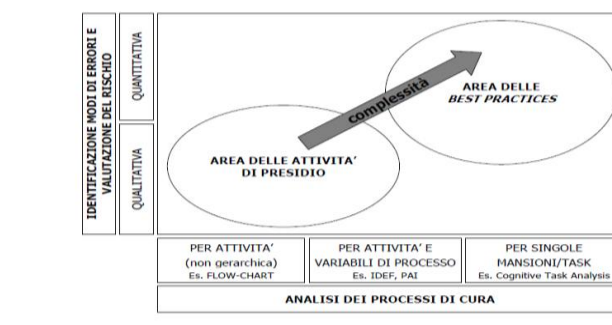 IDENTIFICAZIONE MODI DI ERRORI E
VALUTAZIONE DEL RISCHIO
QUANTITATIVA
QUALITATIVA
AREA DELLE
BEST PRACTICES
complessità
AREA DELLE ATTIVITA'
DI PRESIDIO
PER ATTIVITA'
(non gerarchica)
Es. FLOW-CHART
PER ATTIVITA' E
VARIABILI DI PROCESSO
Es. IDEF, PAI
PER SINGOLE
MANSIONI/TASK
Es. Cognitive Task Analysis
ANALISI DEI PROCESSI DI CURA